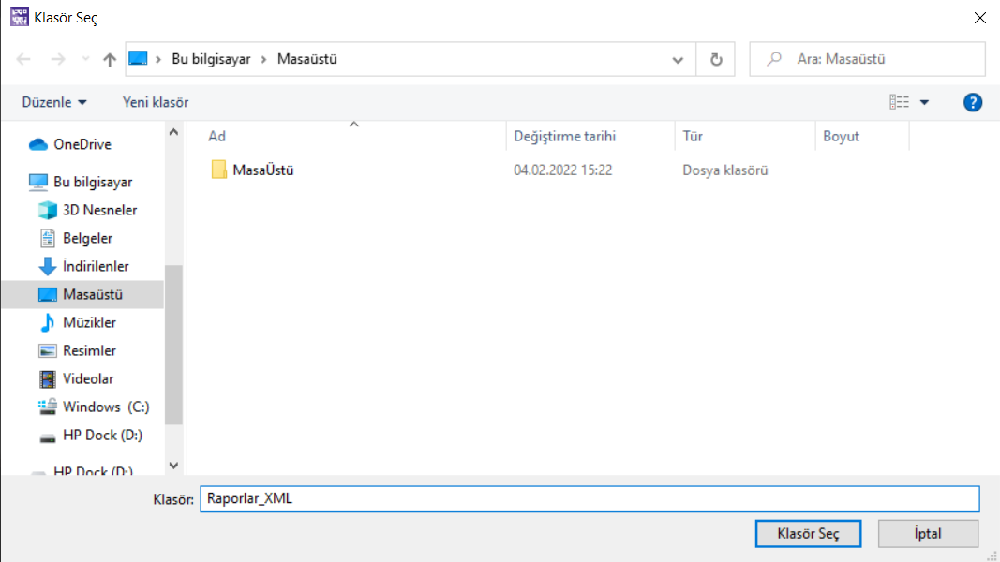 Klasör Seç
Bu bilgisayar Masaüstü
Ara: Masaüstü
Düzenle Yeni klasör
Ad Değiştirme tarihi Tür Boyut
MasaÜstü 04.02.2022 15:22 Dosya klasörü
OneDrive
Bu bilgisayar
3D Nesneler
Belgeler
İndirilenler
Masaüstü
Müzikler
Resimler
Videolar
Windows (C:)
HP Dock (D:)
HP Dock (D:)
Klasör: Raporlar_XML
Klasör Seç İptal